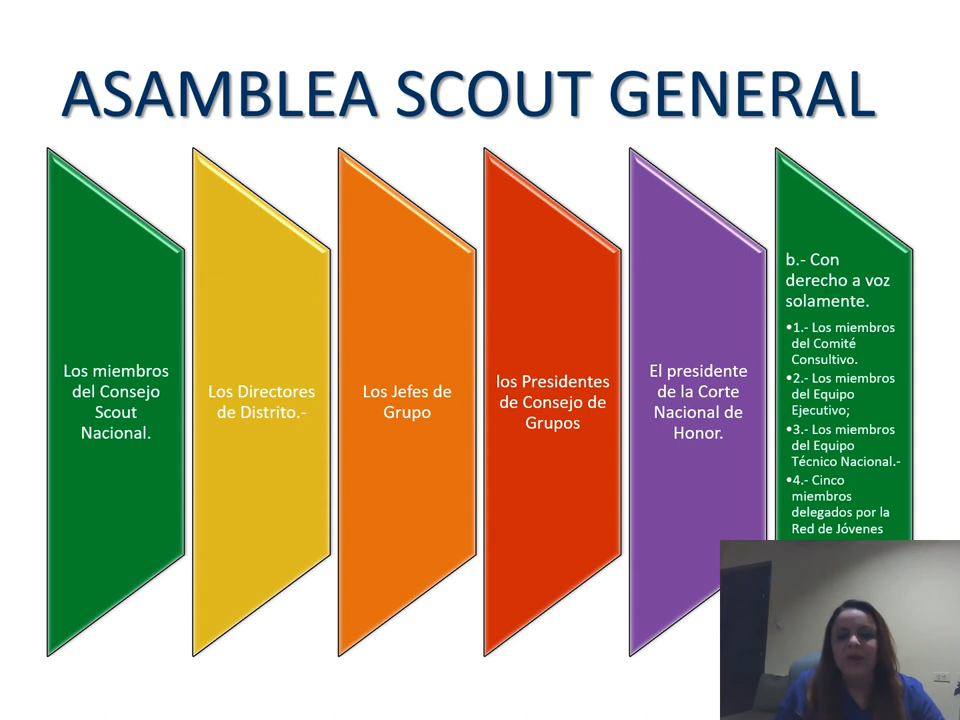 ASAMBLEA SCOUT GENERAL
Los miembros
del Consejo
Scout
Nacional.
Los Directores
de Distrito.-
Los Jefes de
Grupo
los Presidentes
de Consejo de
Grupos
El presidente
de la Corte
Nacional de
Honor.
b.- Con
derecho a voz
solamente.
•1.- Los miembros
del Comité
Consultivo.
•2.- Los miembros
del Equipo
Ejecutivo;
•3.- Los miembros
del Equipo
Técnico Nacional.-
•4.- Cinco
miembros
delegados por la
Red de Jóvenes